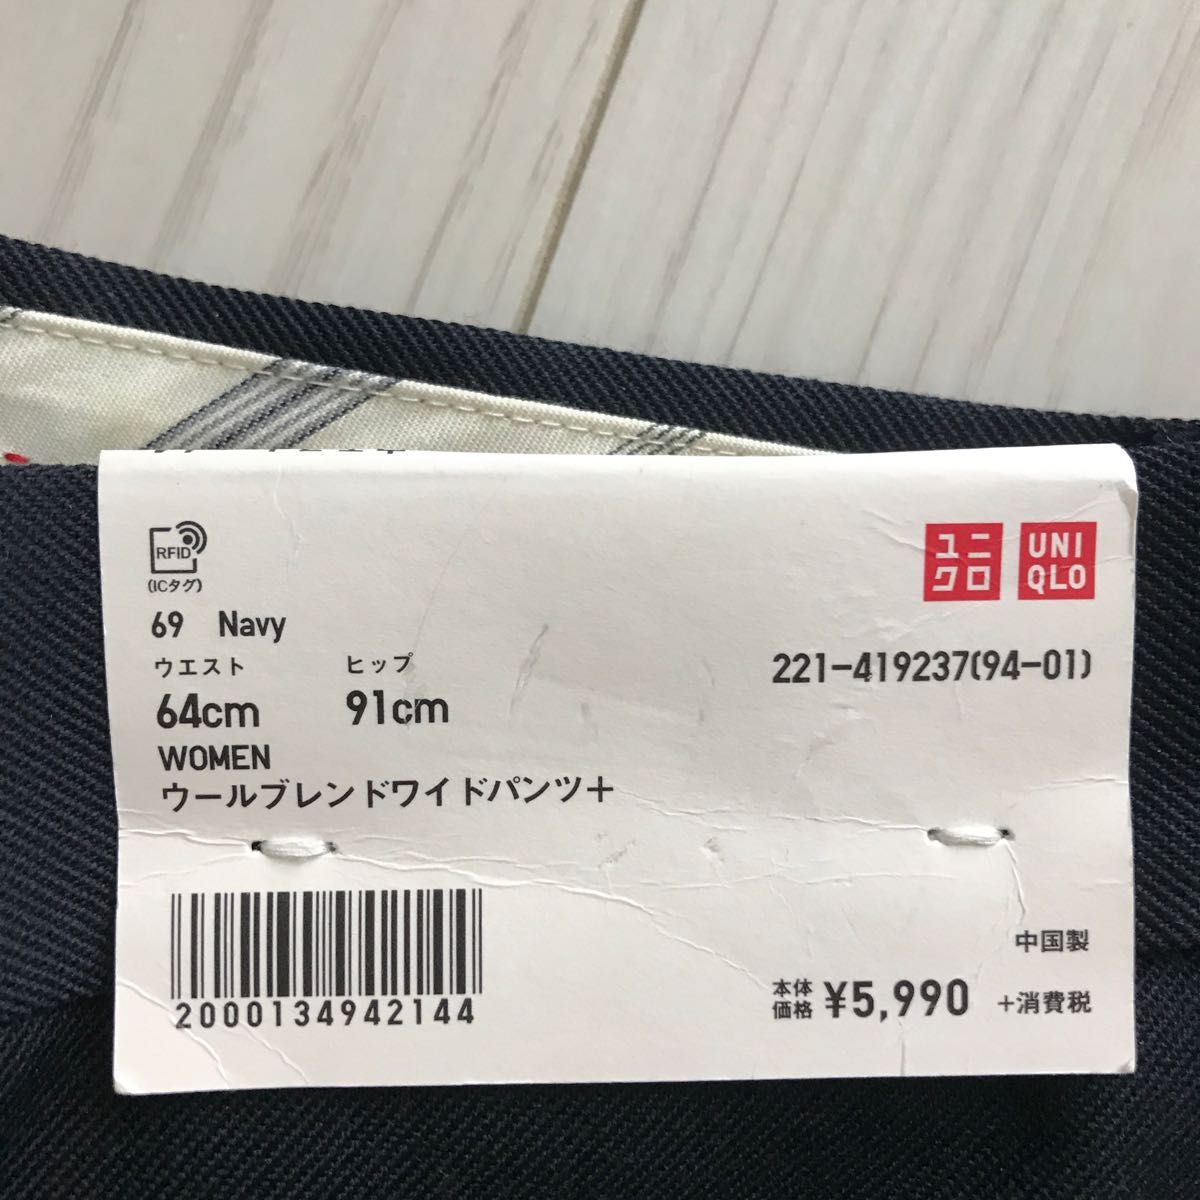 RFID
(ICタグ)
ユニ
クロ
UNI
QLO
69 Navy
ウエスト ヒップ
64cm 91cm
221-419237(94-01)
WOMEN
ウールブレンドワイドパンツ+
2000134942144
中国製
本体
価格 ¥5,990 +消費税